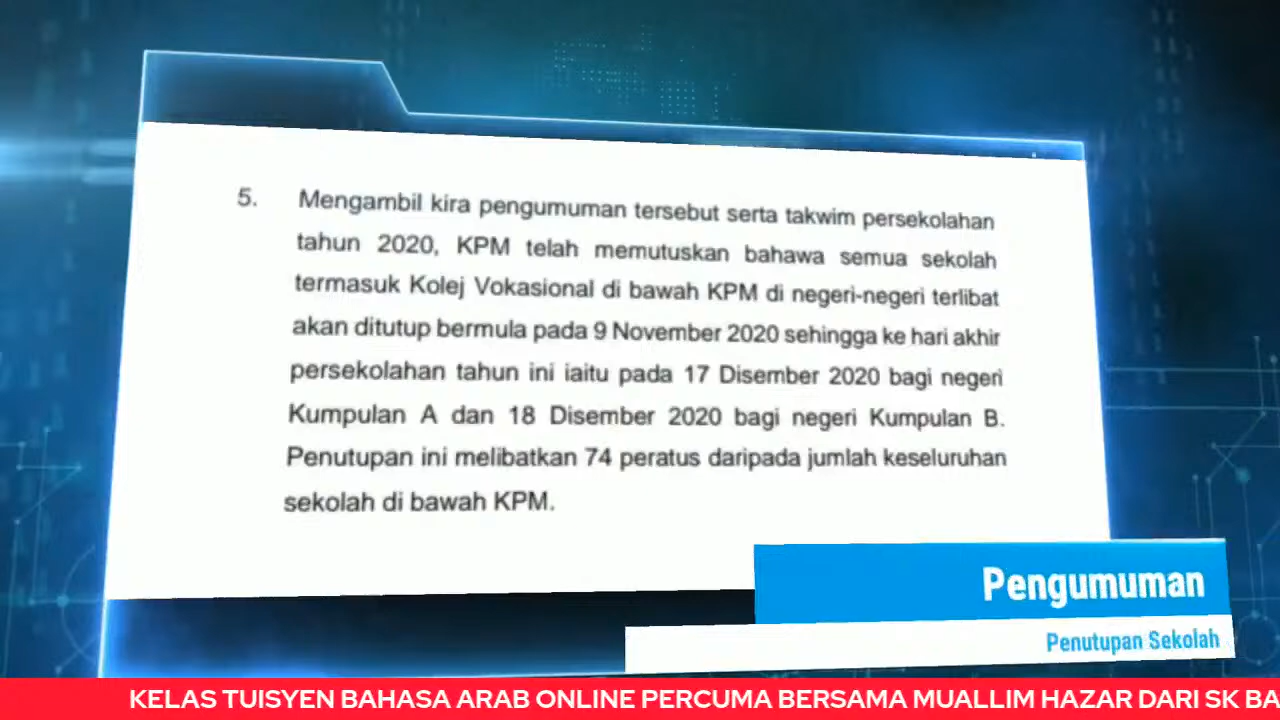 5. Mengambil kira pengumuman tersebut serta takwim persekolahan
tahun 2020, KPM telah memutuskan bahawa semua sekolah
termasuk Kolej Vokasional di bawah KPM di negeri-negeri terlibat
akan ditutup bermula pada 9 November 2020 sehingga ke hari akhir
persekolahan tahun ini iaitu pada 17 Disember 2020 bagi negeri
Kumpulan A dan 18 Disember 2020 bagi negeri Kumpulan B.
Penutupan ini melibatkan 74 peratus daripada jumlah keseluruhan
sekolah di bawah KPM.
Pengumuman
Penutupan Sekolah
KELAS TUISYEN BAHASA ARAB ONLINE PERCUMA BERSAMA MUALLIM HAZAR DARI SK BA